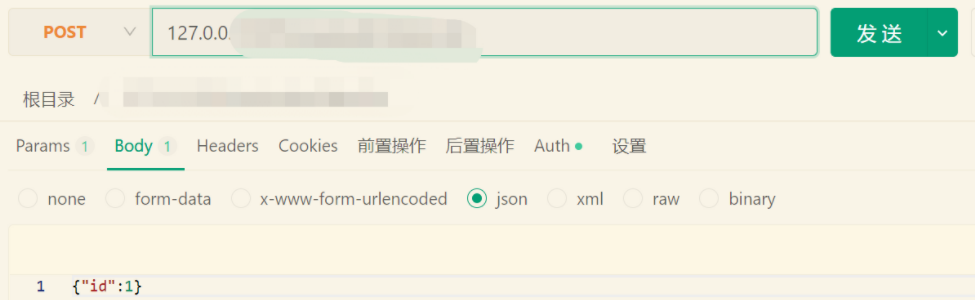 POST 127.0.0. 发送
根目录 /
Params 1 Body 1 Headers Cookies 前置操作 后置操作 Auth 设置
none form-data x-www-form-urlencoded json xml raw binary
1 {"id":1}